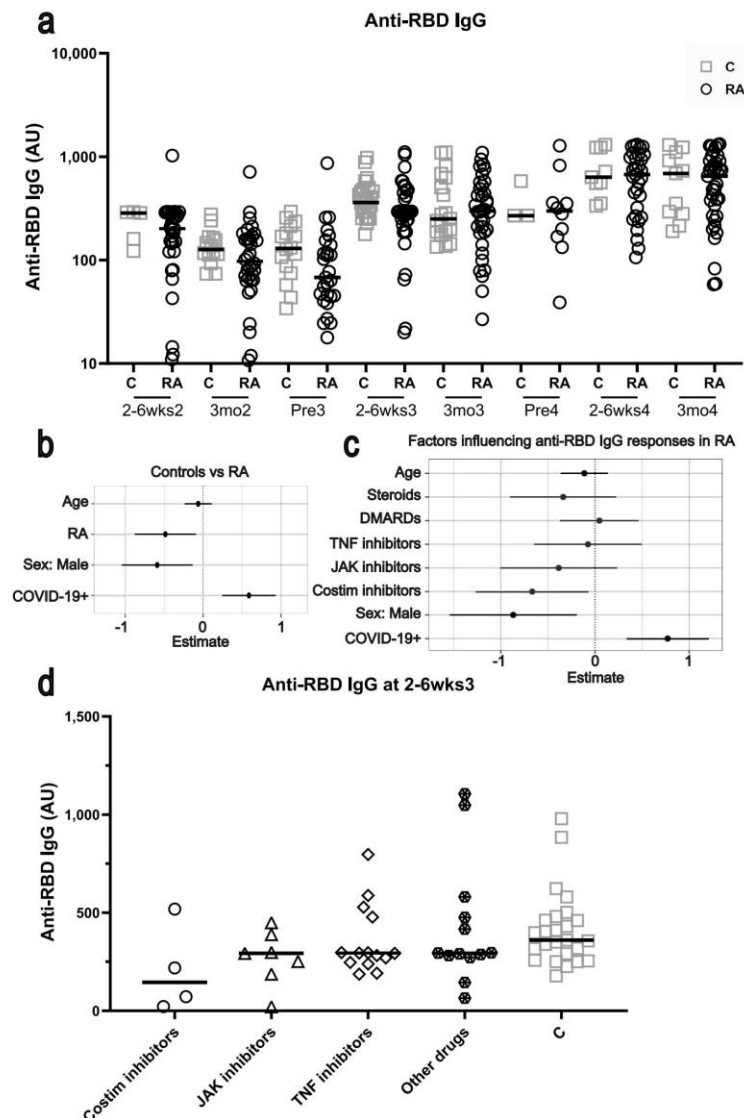 a
Anti-RBD IgG
10,000
1,000
100
10
Anti-RBD IgG (AU)
C
RA
C RA C RA C RA C RA C RA C RA C RA C RA
2-6wks2 3mo2 Pre3 2-6wks3 3mo3 Pre4 2-6wks4 3mo4
b
Controls vs RA
Age
RA
Sex: Male
COVID-19+
-1 0 1
Estimate
c
Factors influencing anti-RBD IgG responses in RA
Age
Steroids
DMARDs
TNF inhibitors
JAK inhibitors
Costim inhibitors
Sex: Male
COVID-19+
-1 0 1
Estimate
d
Anti-RBD IgG at 2-6wks3
1,500
1,000
500
0
Anti-RBD IgG (AU)
Costim inhibitors
JAK inhibitors
TNF inhibitors
Other drugs
C